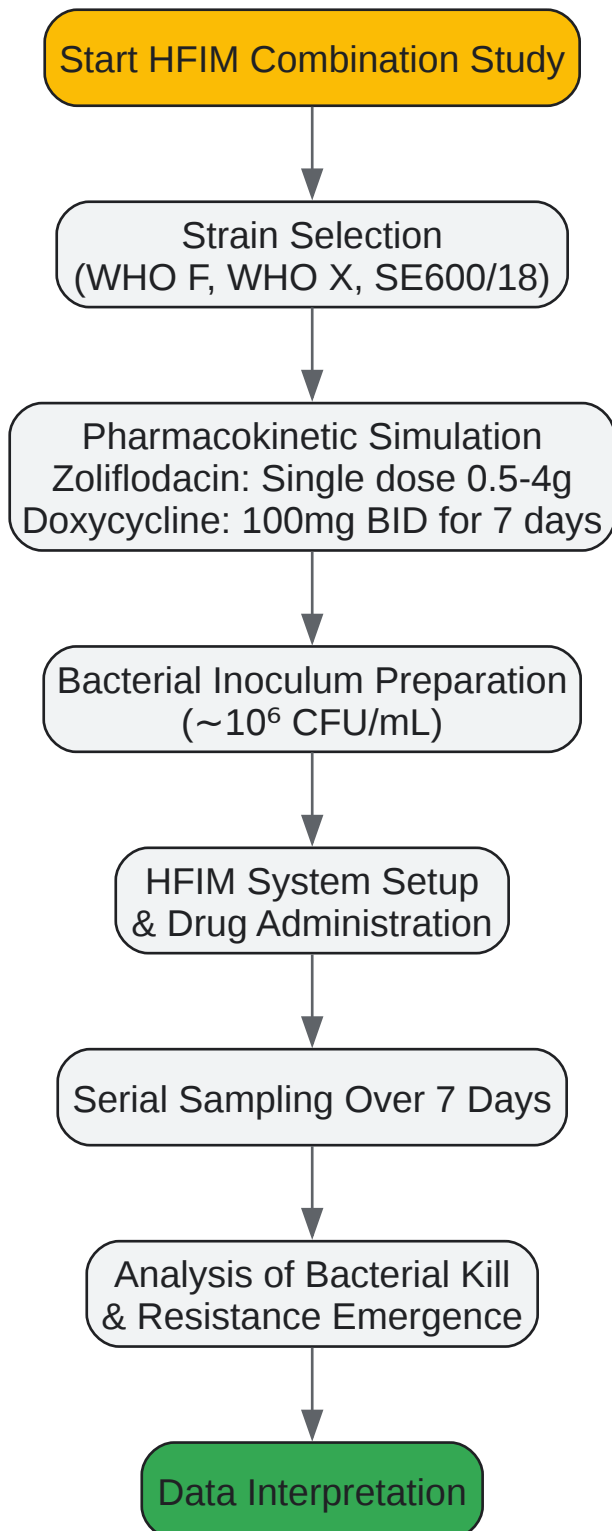 Start HFIM Combination Study
Strain Selection
(WHO F, WHO X, SE600/18)
Pharmacokinetic Simulation
Zoliflodacin: Single dose 0.5-4g
Doxycycline: 100mg BID for 7 days
Bacterial Inoculum Preparation
(~10⁶ CFU/mL)
HFIM System Setup
& Drug Administration
Serial Sampling Over 7 Days
Analysis of Bacterial Kill
& Resistance Emergence
Data Interpretation